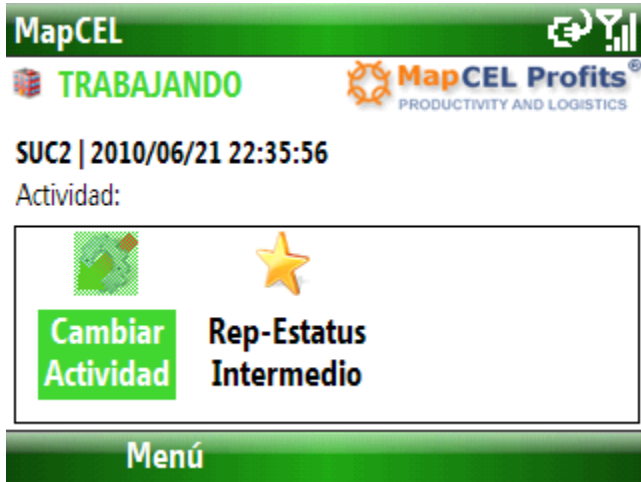 MapCEL
TRABAJANDO
MapCEL Profits®
PRODUCTIVITY AND LOGISTICS
SUC2 | 2010/06/21 22:35:56
Actividad:
Cambiar
Actividad
Rep-Estatus
Intermedio
Menú